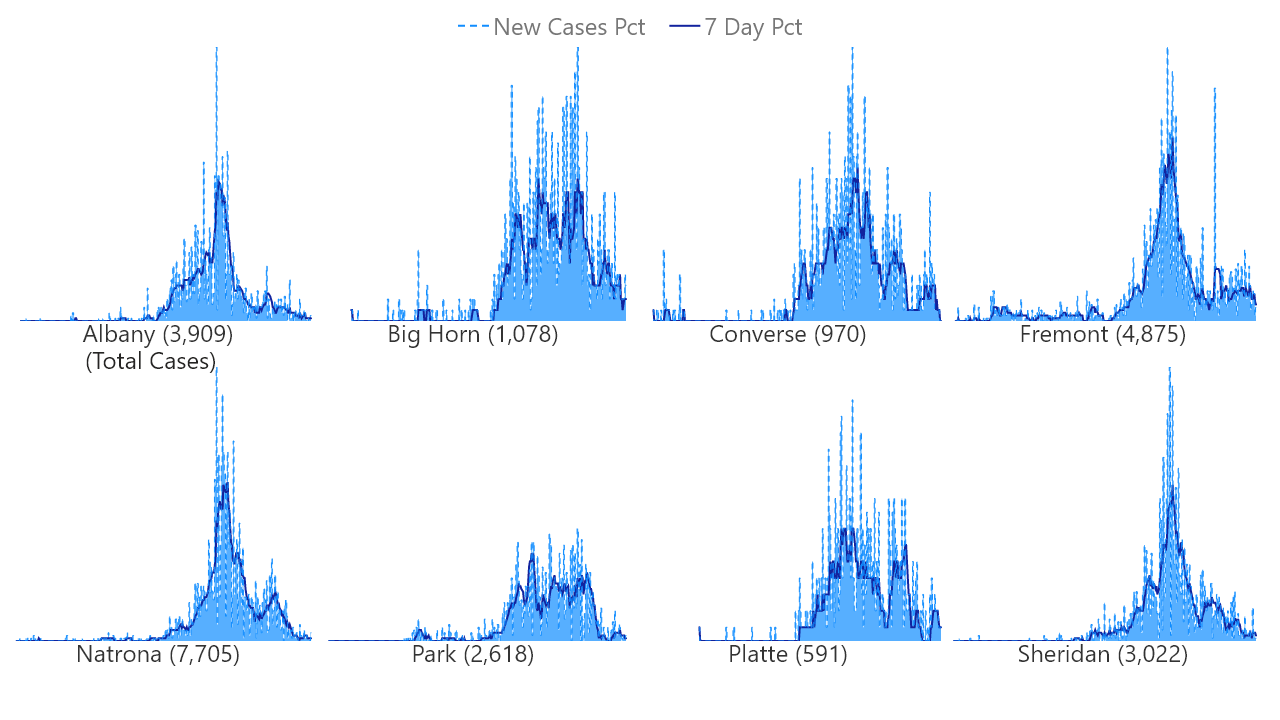 New Cases Pct 7 Day Pct
Albany (3,909) Big Horn (1,078) Converse (970) Fremont (4,875)
(Total Cases)
Natrona (7,705) Park (2,618) Platte (591) Sheridan (3,022)